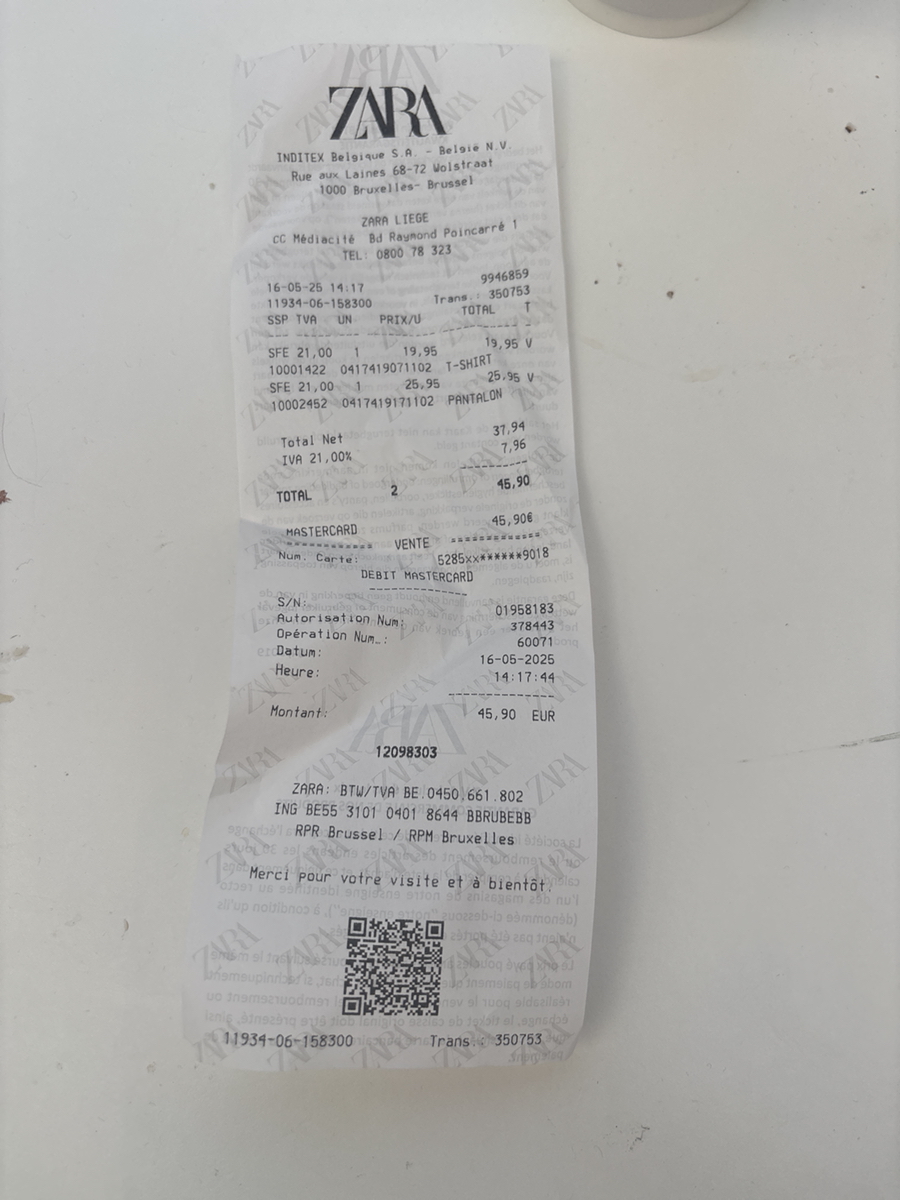 ZARA
INDITEX Belgique S.A. - België N.V.
Rue aux Laines 68-72 Wolstraat
1000 Bruxelles- Brussel
ZARA LIEGE
CC Médiacité Bd Raymond Poincarré 1
TEL: 0800 78 323
16-05-25 14:17 9946859
11934-06-158300 Trans.: 350753
SSP TVA UN PRIX/U TOTAL T
SFE 21,00 1 19,95 19,95 V
10001422 0417419071102 T-SHIRT
SFE 21,00 1 25,95 25,95 V
10002452 0417419171102 PANTALON
Total Net 37,94
IVA 21,00% 7,96
TOTAL 2 45,90
MASTERCARD 45,90€
============ VENTE ============
Num. Carte: 5285xx******9018
DEBIT MASTERCARD
S/N: 01958183
Autorisation Num: 378443
Opération Num.: 60071
Datum: 16-05-2025
Heure: 14:17:44
Montant: 45,90 EUR
12098303
ZARA: BTW/TVA BE.0450.661.802
ING BE55 3101 0401 8644 BBRUBEBB
RPR Brussel / RPM Bruxelles
Merci pour votre visite et à bientôt.
11934-06-158300 Trans.: 350753